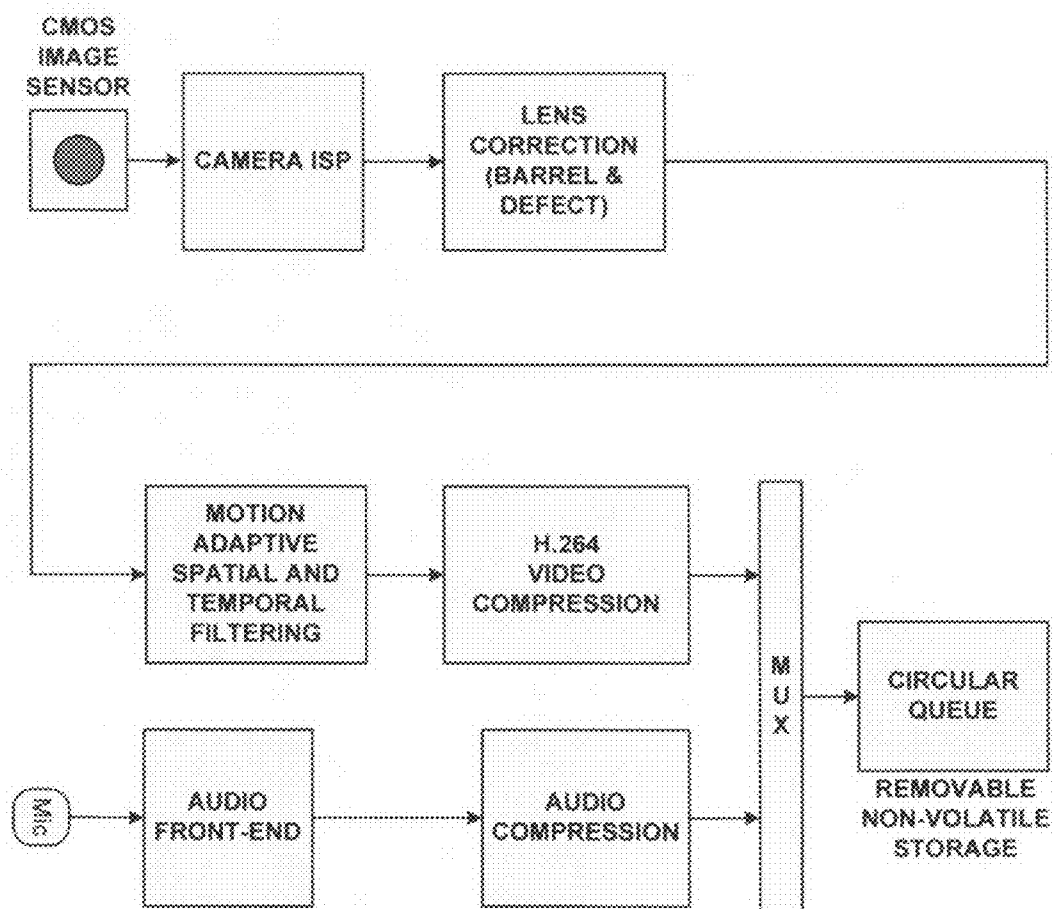 CMOS
IMAGE
SENSOR
CAMERA ISP
LENS
CORRECTION
(BARREL &
DEFECT)
MOTION
ADAPTIVE
SPATIAL AND
TEMPORAL
FILTERING
H.264
VIDEO
COMPRESSION
MUX
CIRCULAR
QUEUE
REMOVABLE
NON-VOLATILE
STORAGE
Mic
AUDIO
FRONT-END
AUDIO
COMPRESSION